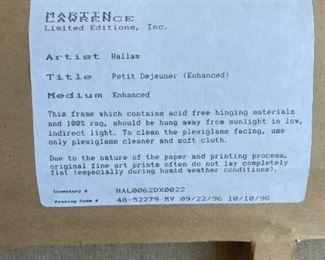 MARTIN
LAWRENCE
Limited Editions, Inc.
Artist Hallam
Title Petit Dejeuner (Enhanced)
Medium Enhanced
This frame which contains acid free hinging materials
and 100% rag, should be hung away from sunlight in low,
indirect light. To clean the plexiglams facing, use
only plexiglams cleaner and soft cloth.
Due to the nature of the paper and printing process,
original fine art prints often do not lay completely
flat (especially during humid weather conditions).
Inventory # HAL0062DX0022
Framing Code # 48-52279 MV 09/22/96 10/10/96